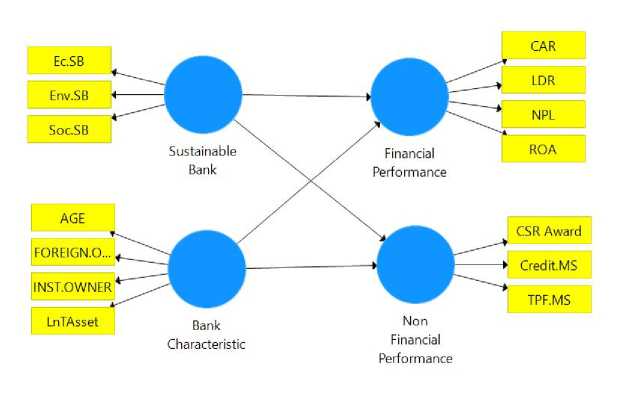 Ec.SB
Env.SB
Soc.SB
Sustainable
Bank
CAR
LDR
NPL
ROA
Financial
Performance
AGE
FOREIGN.O...
INST.OWNER
LnTAsset
Bank
Characteristic
CSR Award
Credit.MS
TPF.MS
Non
Financial
Performance